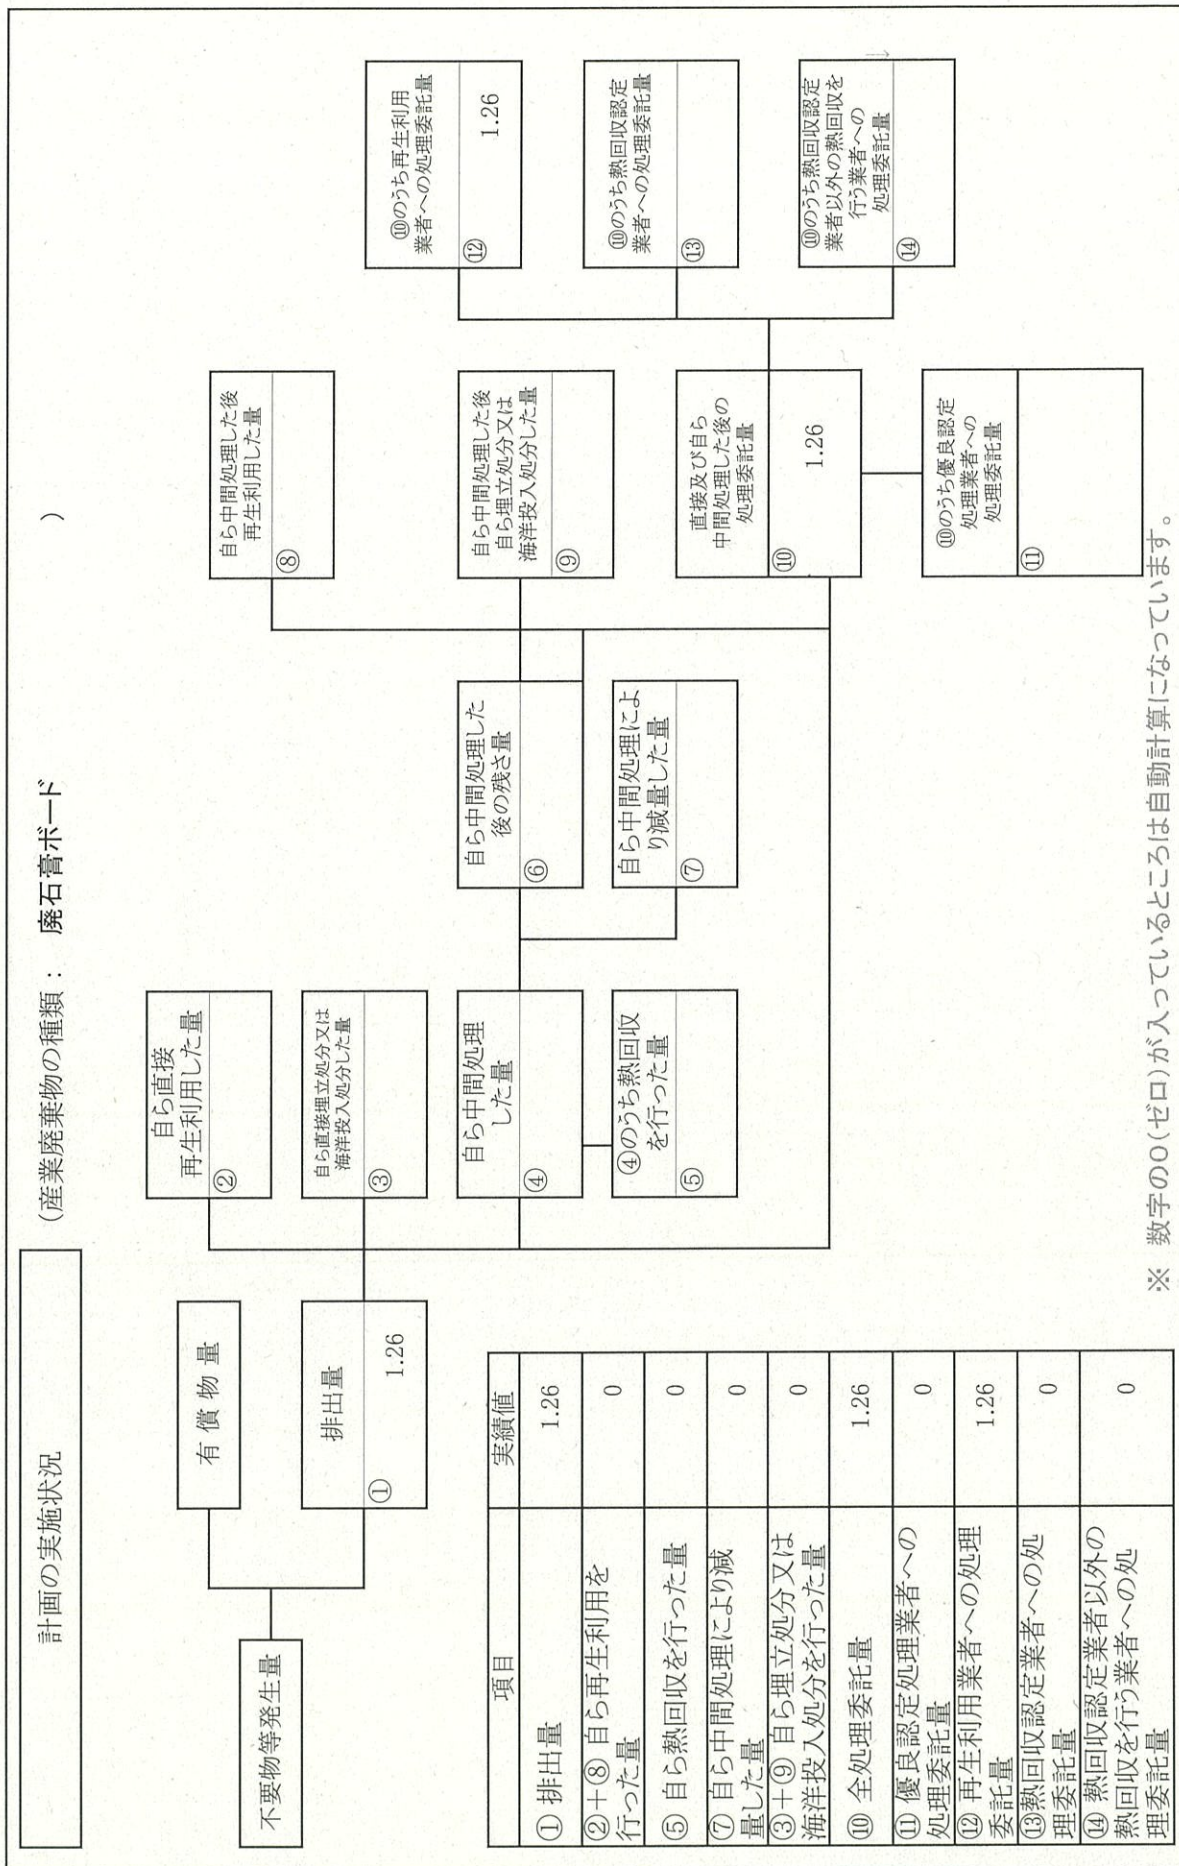 計画の実施状況
(産業廃棄物の種類： 廃石膏ボード )
不要物等発生量
有償物量
排出量
① 1.26
自ら直接
再生利用した量
②
自ら直接埋立処分又は
海洋投入処分した量
③
自ら中間処理
した量
④
④のうち熱回収
を行った量
⑤
自ら中間処理した
後の残さ量
⑥
自ら中間処理によ
り減量した量
⑦
自ら中間処理した後
再生利用した量
⑧
自ら中間処理した後
自ら埋立処分又は
海洋投入処分した量
⑨
直接及び自ら
中間処理した後の
処理委託量
⑩ 1.26
⑩のうち優良認定
処理業者への
処理委託量
⑪
⑩のうち再生利用
業者への処理委託量
⑫ 1.26
⑩のうち熱回収認定
業者への処理委託量
⑬
⑩のうち熱回収認定
業者以外の熱回収を
行う業者への
処理委託量
⑭
項目 実績値
① 排出量 1.26
②＋⑧ 自ら再生利用を
行った量 0
⑤ 自ら熱回収を行った量 0
⑦ 自ら中間処理により減
量した量 0
③＋⑨ 自ら埋立処分又は
海洋投入処分を行った量 0
⑩ 全処理委託量 1.26
⑪ 優良認定処理業者への
処理委託量 0
⑫ 再生利用業者への処理
委託量 1.26
⑬熱回収認定業者への処
理委託量 0
⑭ 熱回収認定業者以外の
熱回収を行う業者への処
理委託量 0
※ 数字の0(ゼロ)が入っているところは自動計算になっています。